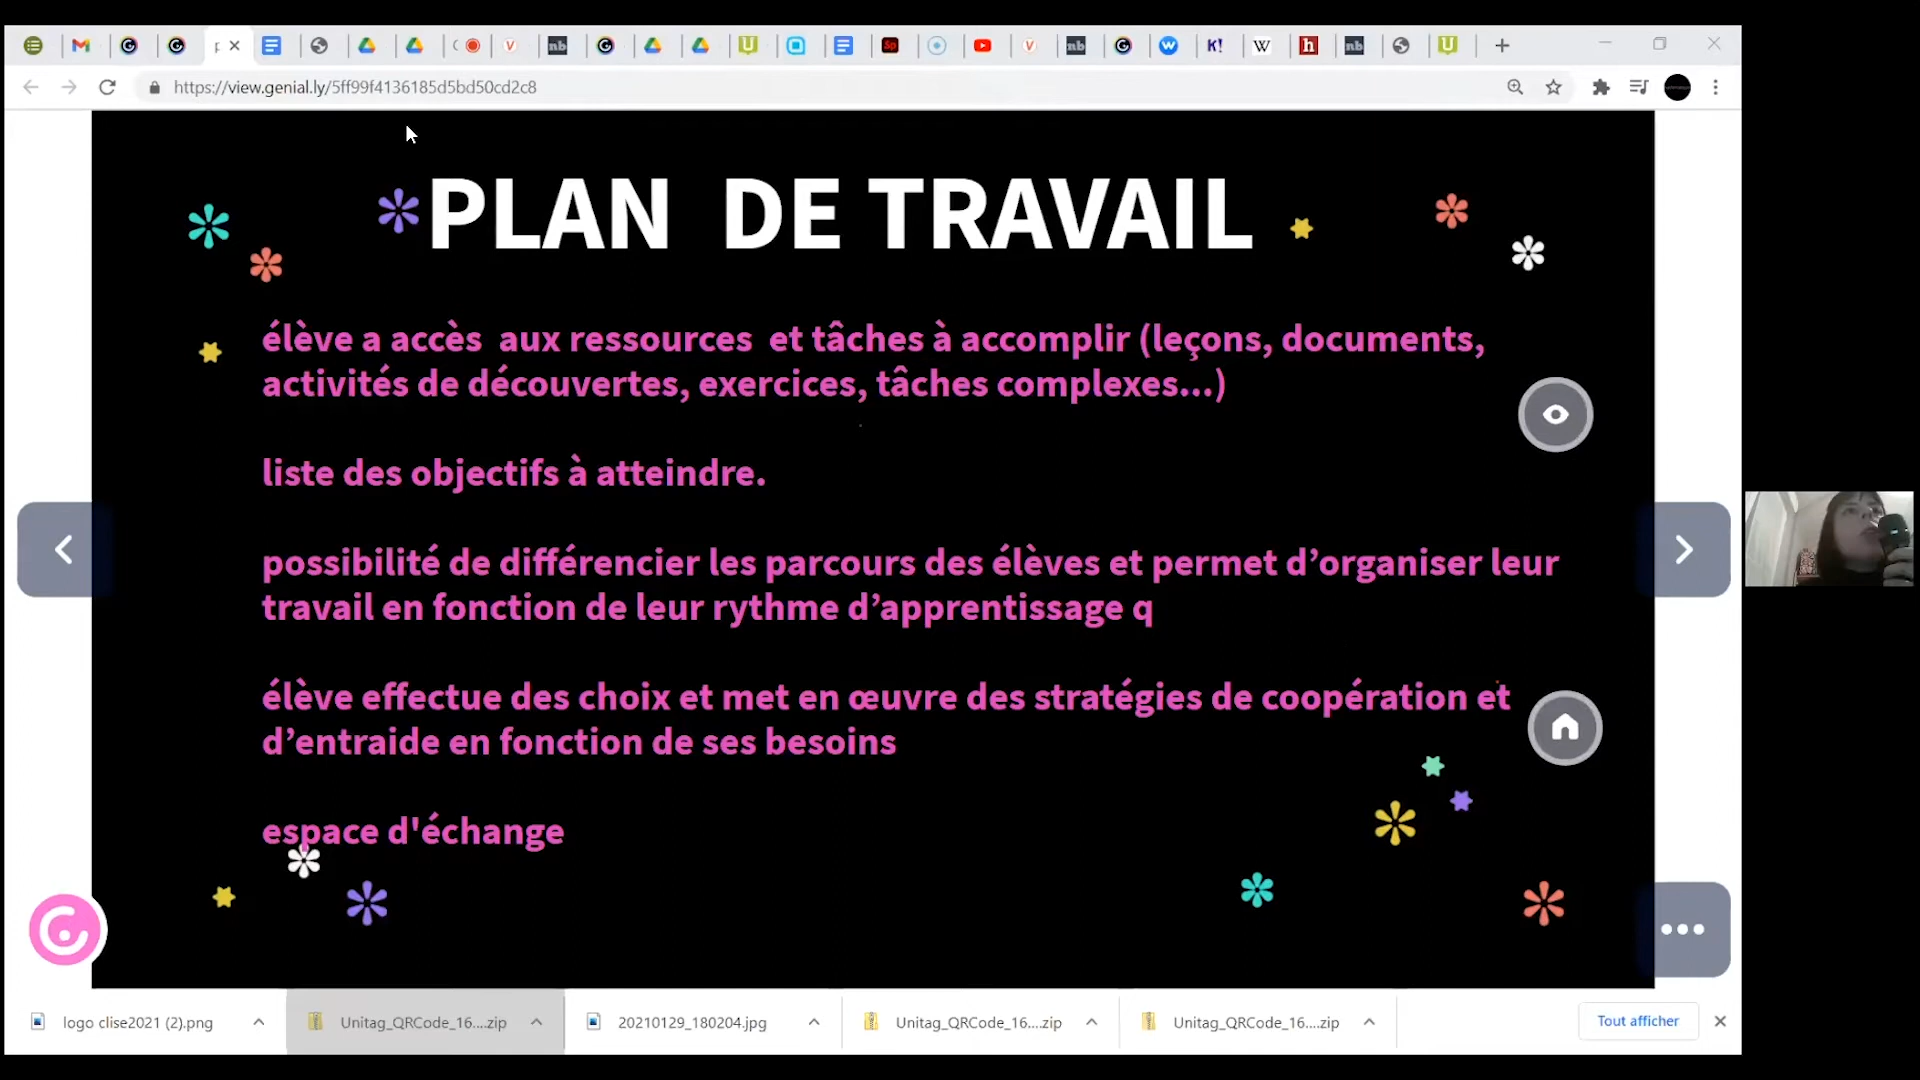 https://view.genial.ly/5ff99f4136185d5bd50cd2c8
PLAN DE TRAVAIL
élève a accès aux ressources et tâches à accomplir (leçons, documents,
activités de découvertes, exercices, tâches complexes...)
liste des objectifs à atteindre.
possibilité de différencier les parcours des élèves et permet d’organiser leur
travail en fonction de leur rythme d’apprentissage q
élève effectue des choix et met en œuvre des stratégies de coopération et
d’entraide en fonction de ses besoins
espace d'échange
logo clise2021 (2).png
Unitag_QRCode_16....zip
20210129_180204.jpg
Unitag_QRCode_16....zip
Unitag_QRCode_16....zip
Tout afficher